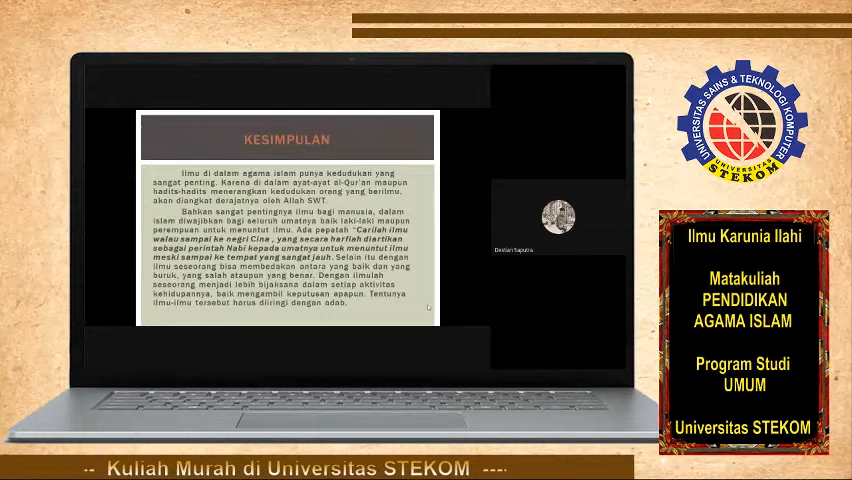 KESIMPULAN
Ilmu di dalam agama islam punya kedudukan yang
sangat penting. Karena di dalam ayat-ayat al-Qur'an maupun
hadits-hadits menerangkan kedudukan orang yang berilmu,
akan diangkat derajatnya oleh Allah SWT.
Bahkan sangat pentingnya ilmu bagi manusia, dalam
islam diwajibkan bagi seluruh umatnya baik laki-laki maupun
perempuan untuk menuntut ilmu. Ada pepatah "Carilah ilmu
walau sampai ke negri Cina, yang secara harfiah diartikan
sebagai perintah Nabi kepada umatnya untuk menuntut ilmu
meski sampai ke tempat yang sangat jauh. Selain itu dengan
ilmu seseorang bisa membedakan antara yang baik dan yang
buruk, yang salah ataupun yang benar. Dengan ilmulah
seseorang menjadi lebih bijaksana dalam setiap aktivitas
kehidupannya, baik mengambil keputusan apapun. Tentunya
ilmu-ilmu tersebut harus diiringi dengan adab.
Destian Saputra
UNIVERSITAS SAINS & TEKNOLOGI KOMPUTER
UNIVERSITAS
STEKOM
Ilmu Karunia Ilahi
Matakuliah
PENDIDIKAN
AGAMA ISLAM
Program Studi
UMUM
Universitas STEKOM
-- Kuliah Murah di Universitas STEKOM ----